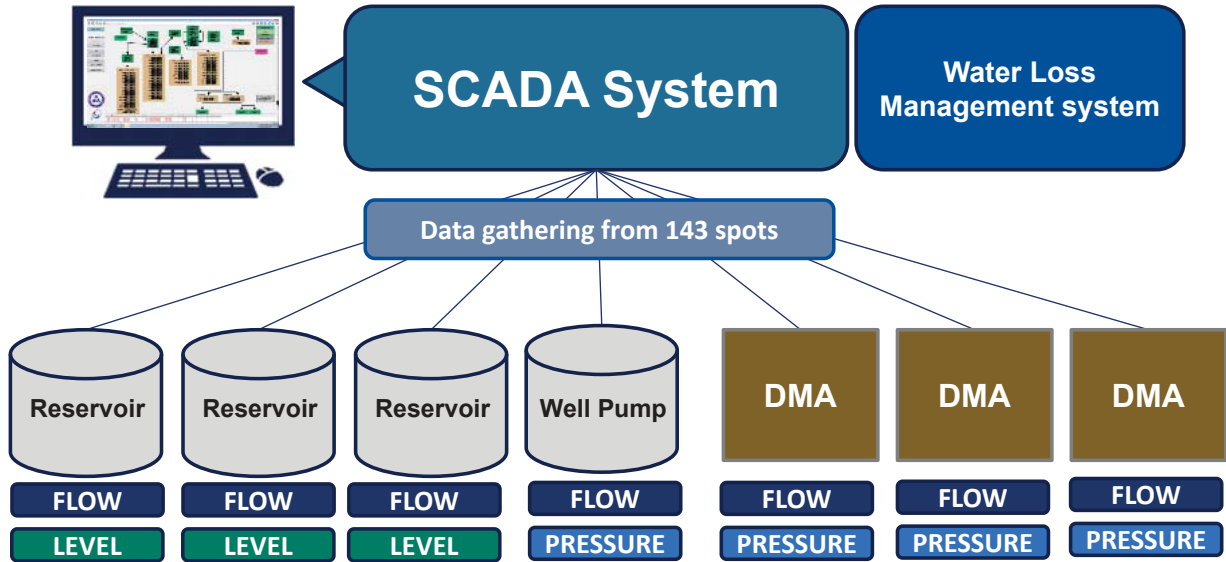 SCADA System
Water Loss
Management system
Data gathering from 143 spots
Reservoir
Reservoir
Reservoir
Well Pump
DMA
DMA
DMA
FLOW
FLOW
FLOW
FLOW
FLOW
FLOW
FLOW
LEVEL
LEVEL
LEVEL
PRESSURE
PRESSURE
PRESSURE
PRESSURE